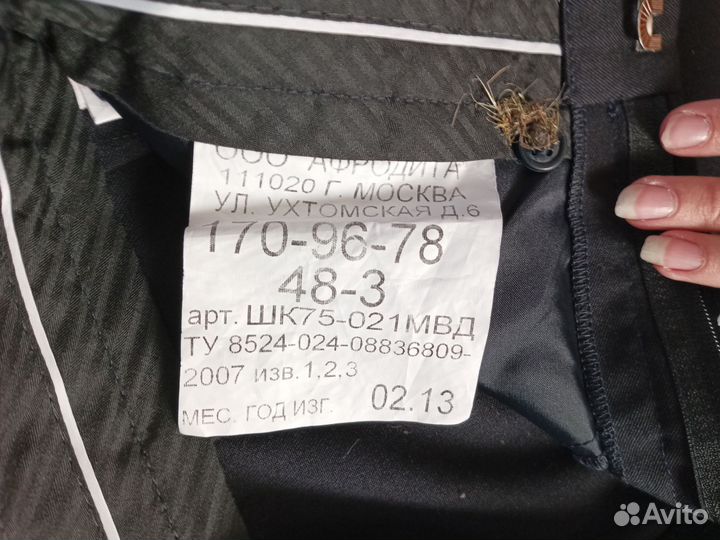 ООО АФРОДИТА
111020 Г. МОСКВА
УЛ. УХТОМСКАЯ Д.6
170-96-78
48-3
арт. ШК75-021МВД
ТУ 8524-024-08836809-
2007 изв.1,2,3
МЕС. ГОД ИЗГ. 02.13
Avito